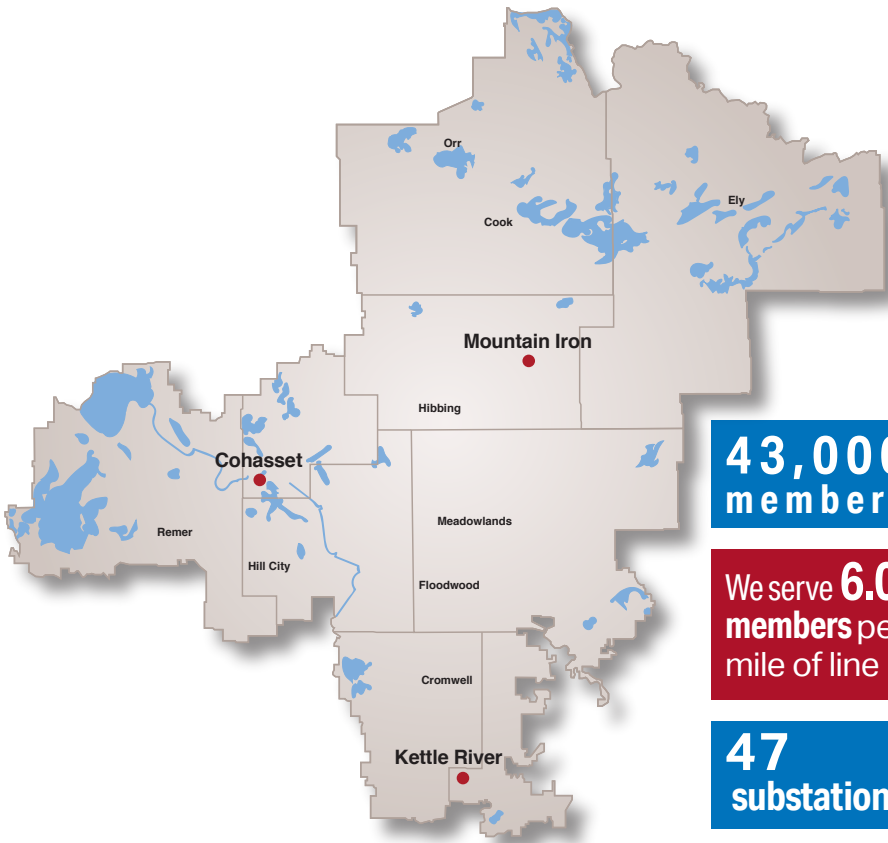 Orr
Ely
Cook
Mountain Iron
Hibbing
Cohasset
Meadowlands
Remer
Hill City
Floodwood
Cromwell
Kettle River
43,000
member
We serve 6.0
members pe
mile of line
47
substation